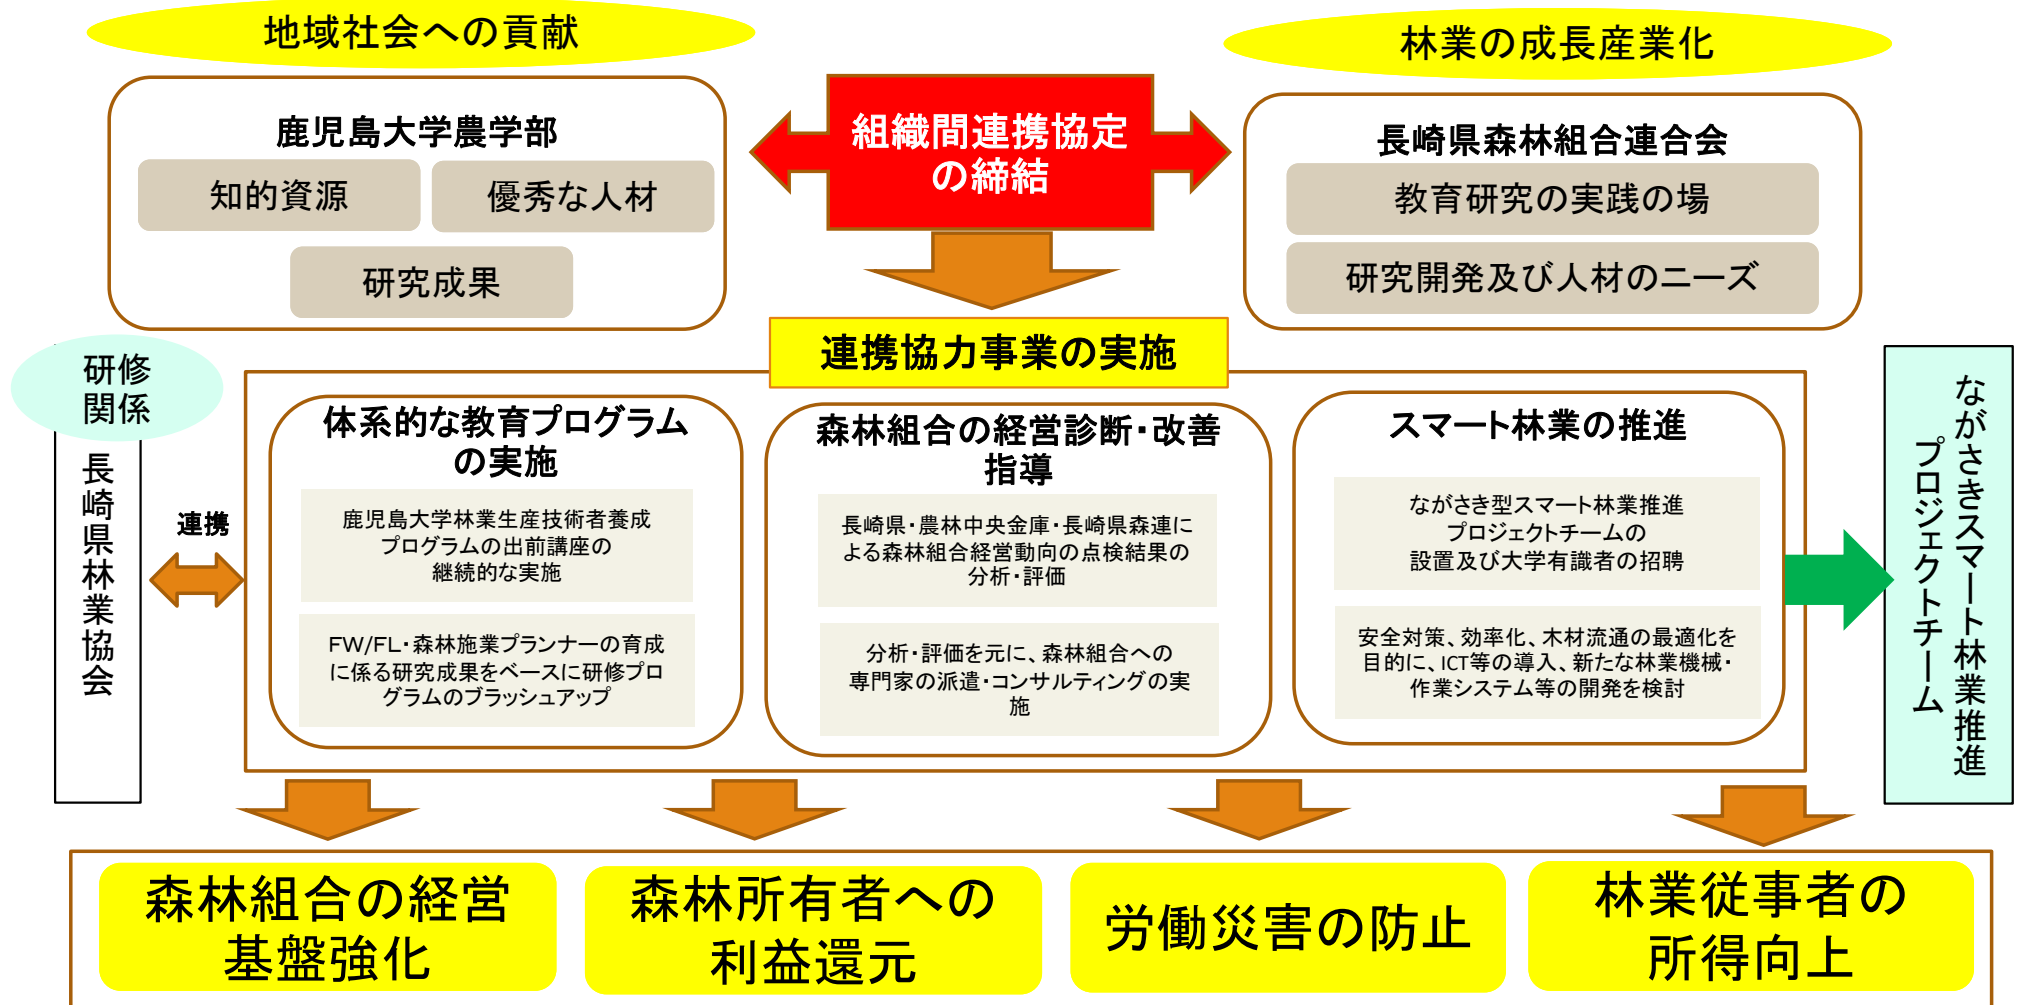 地域社会への貢献
林業の成長産業化
鹿児島大学農学部
知的資源
優秀な人材
研究成果
組織間連携協定
の締結
長崎県森林組合連合会
教育研究の実践の場
研究開発及び人材のニーズ
連携協力事業の実施
研修
関係
長崎県林業協会
連携
体系的な教育プログラム
の実施
鹿児島大学林業生産技術者養成
プログラムの出前講座の
継続的な実施
FW/FL・森林施業プランナーの育成
に係る研究成果をベースに研修プロ
グラムのブラッシュアップ
森林組合の経営診断・改善
指導
長崎県・農林中央金庫・長崎県森連に
よる森林組合経営動向の点検結果の
分析・評価
分析・評価を元に、森林組合への
専門家の派遣・コンサルティングの実
施
スマート林業の推進
ながさき型スマート林業推進
プロジェクトチームの
設置及び大学有識者の招聘
安全対策、効率化、木材流通の最適化を
目的に、ICT等の導入、新たな林業機械・
作業システム等の開発を検討
ながさきスマート林業推進
プロジェクトチーム
森林組合の経営
基盤強化
森林所有者への
利益還元
労働災害の防止
林業従事者の
所得向上